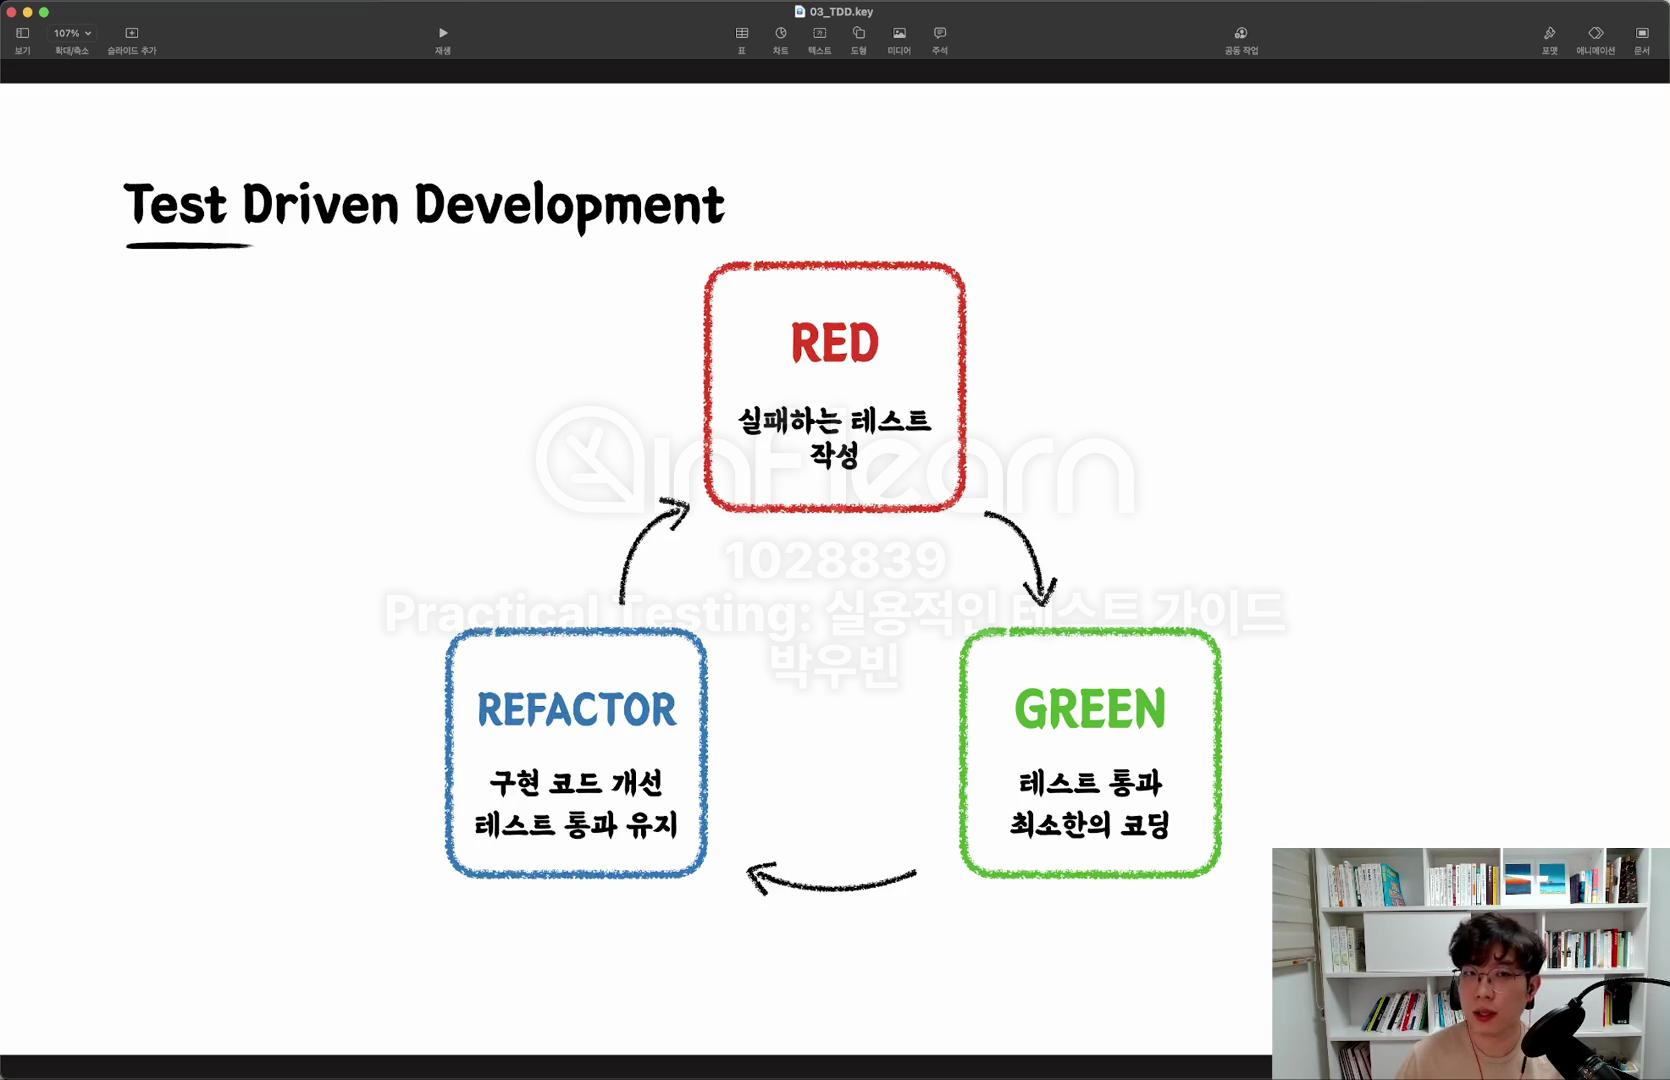 03_TDD.key
107%
보기
확대/축소
슬라이드 추가
재생
표
차트
텍스트
도형
미디어
주석
공동 작업
포맷
애니메이션
문서
Test Driven Development
RED
실패하는 테스트
작성
inflearn
1028839
Practical Testing: 실용적인 테스트 가이드
박우빈
REFACTOR
구현 코드 개선
테스트 통과 유지
GREEN
테스트 통과
최소한의 코딩